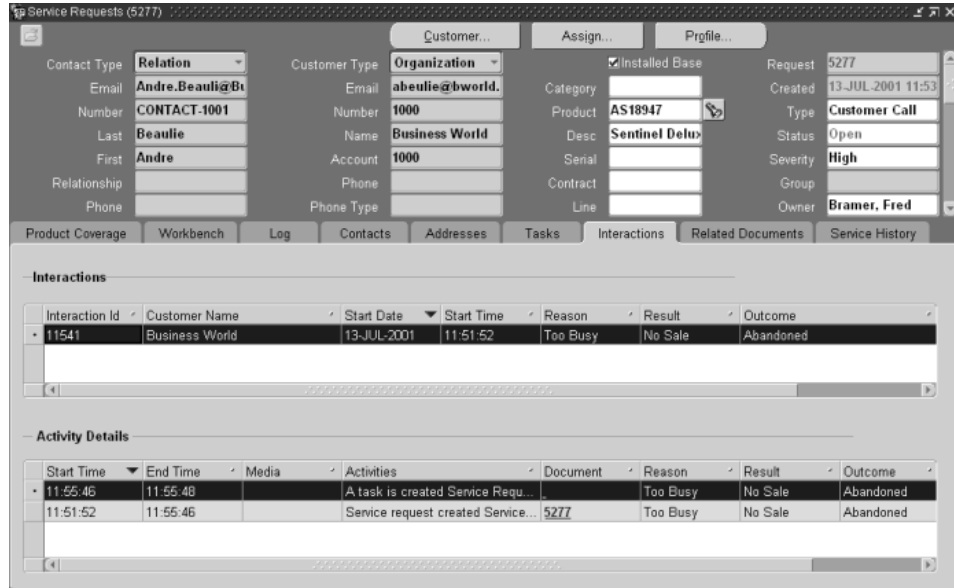 Service Requests (5277)
Customer... Assign... Profile...
Contact Type Relation Customer Type Organization Installed Base Request 5277
Email Andre.Beauli@Bu Email abeulie@bworld. Category Created 13-JUL-2001 11:53
Number CONTACT-1001 Number 1000 Product AS18947 Type Customer Call
Last Beaulie Name Business World Desc Sentinel Delux Status Open
First Andre Account 1000 Serial Severity High
Relationship Phone Contract Group
Phone Phone Type Line Owner Bramer, Fred
Product Coverage Workbench Log Contacts Addresses Tasks Interactions Related Documents Service History
Interactions
Interaction Id Customer Name Start Date Start Time Reason Result Outcome
11541 Business World 13-JUL-2001 11:51:52 Too Busy No Sale Abandoned
Activity Details
Start Time End Time Media Activities Document Reason Result Outcome
11:55:46 11:55:48 A task is created Service Requ... Too Busy No Sale Abandoned
11:51:52 11:55:46 Service request created Service... 5277 Too Busy No Sale Abandoned